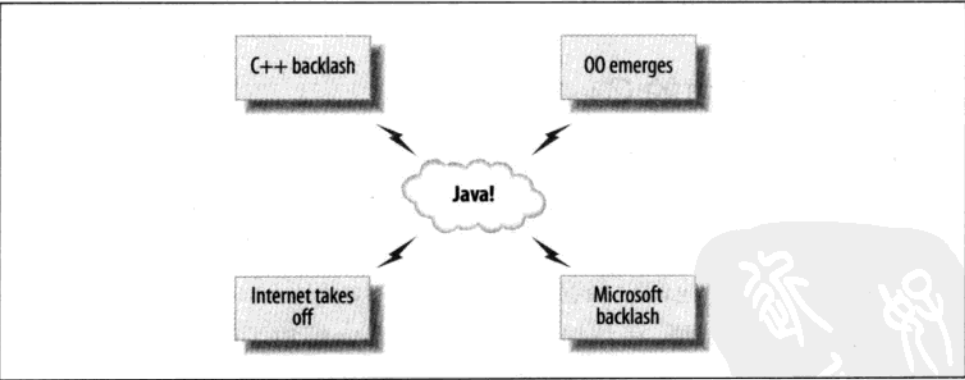 C++ backlash
OO emerges
Java!
Internet takes
off
Microsoft
backlash